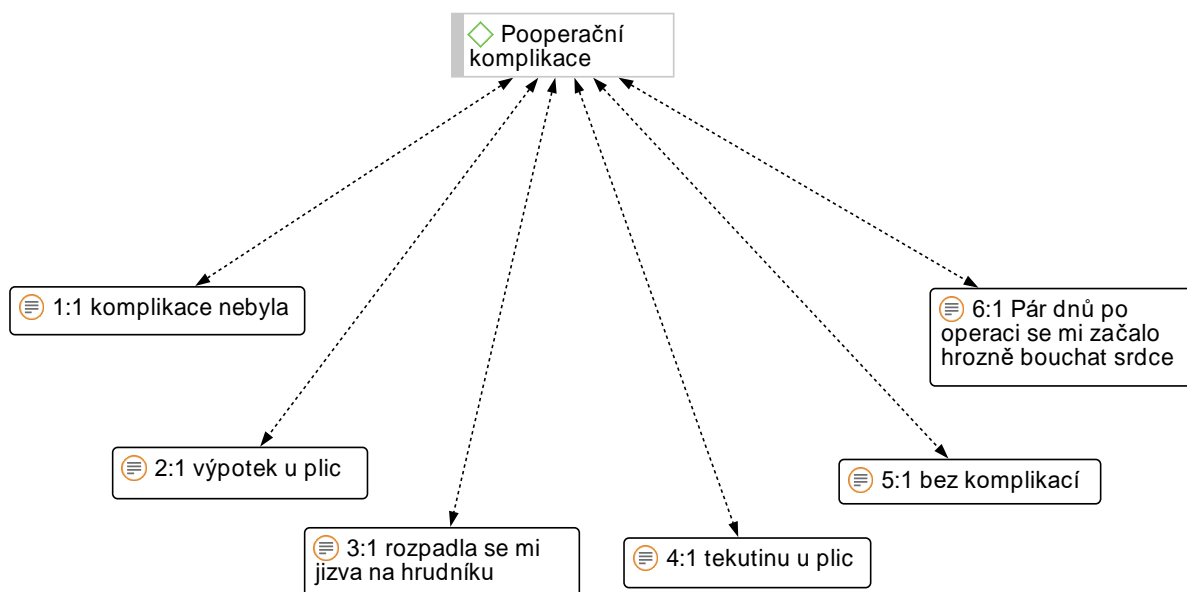 Pooperační
komplikace
1:1 komplikace nebyla
6:1 Pár dnů po
operaci se mi začalo
hrozně bouchat srdce
2:1 výpotek u plic
5:1 bez komplikací
3:1 rozpadla se mi
jizva na hrudníku
4:1 tekutinu u plic